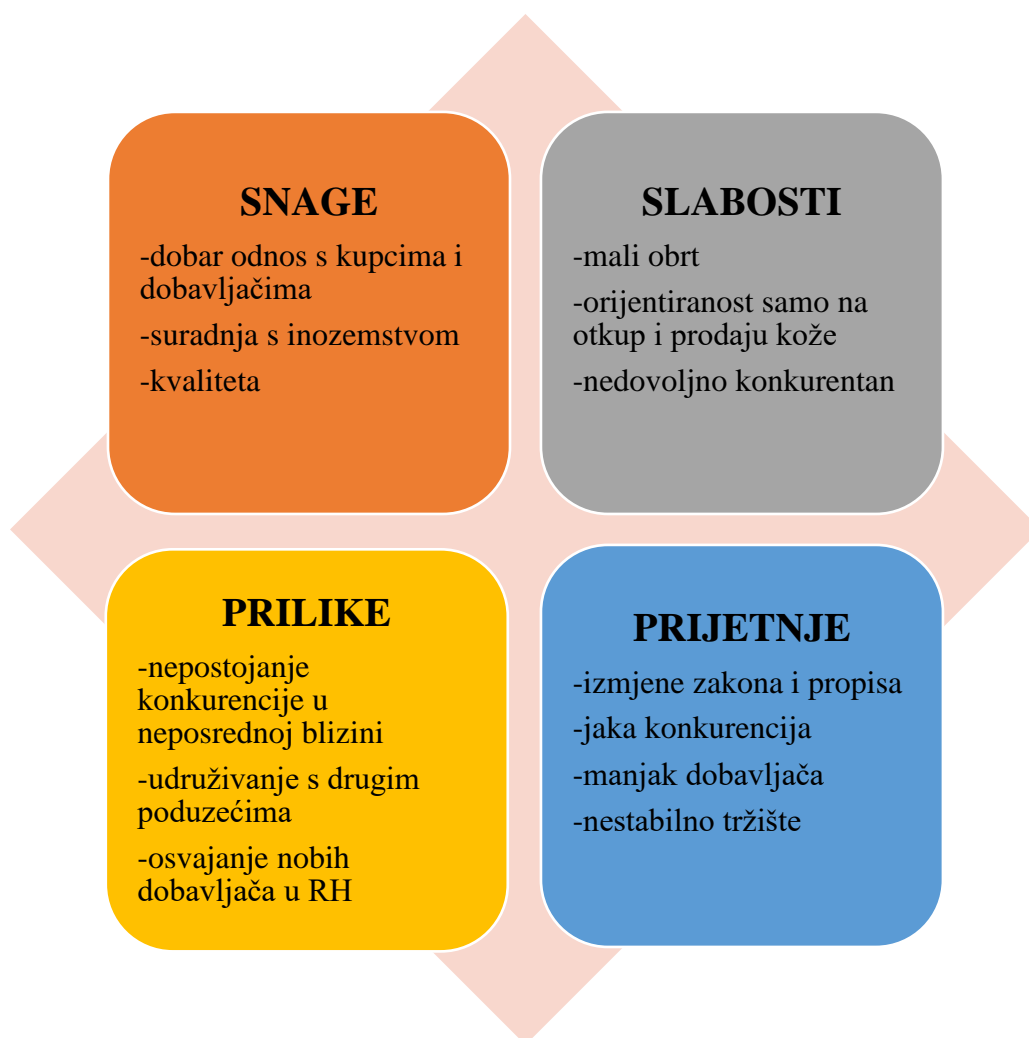 SNAGE
-dobar odnos s kupcima i
dobavljačima
-suradnja s inozemstvom
-kvaliteta
SLABOSTI
-mali obrt
-orijentiranost samo na
otkup i prodaju kože
-nedovoljno konkurentan
PRILIKE
-nepostojanje
konkurencije u
neposrednoj blizini
-udruživanje s drugim
poduzećima
-osvajanje nobih
dobavljača u RH
PRIJETNJE
-izmjene zakona i propisa
-jaka konkurencija
-manjak dobavljača
-nestabilno tržište